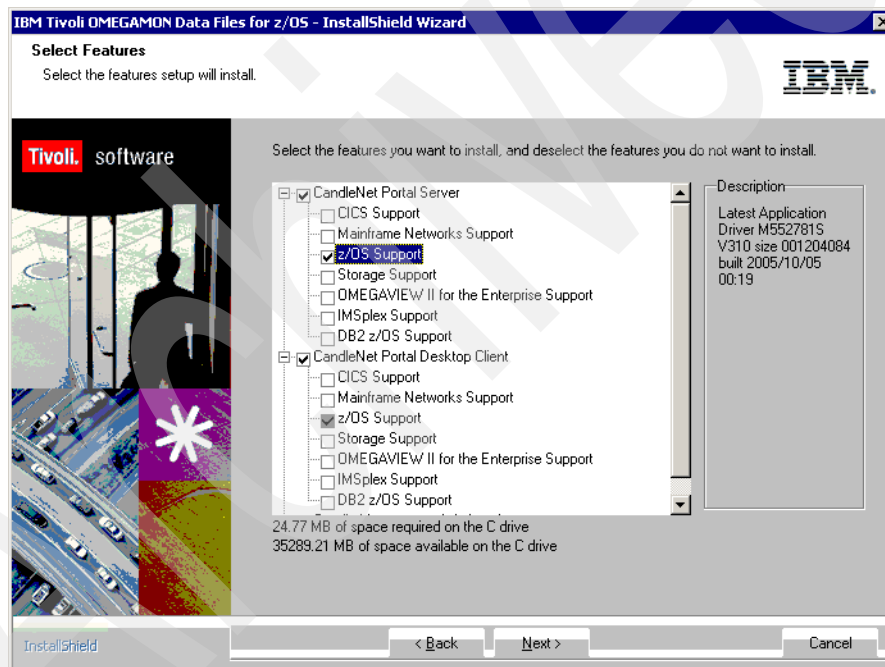 IBM Tivoli OMEGAMON Data Files for z/OS - InstallShield Wizard
Select Features
Select the features setup will install.
IBM.
Tivoli. software
Select the features you want to install, and deselect the features you do not want to install.
CandleNet Portal Server
CICS Support
Mainframe Networks Support
z/OS Support
Storage Support
OMEGAVIEW II for the Enterprise Support
IMSplex Support
DB2 z/OS Support
CandleNet Portal Desktop Client
CICS Support
Mainframe Networks Support
z/OS Support
Storage Support
OMEGAVIEW II for the Enterprise Support
IMSplex Support
DB2 z/OS Support
Description
Latest Application
Driver M552781S
V310 size 001204084
built 2005/10/05
00:19
24.77 MB of space required on the C drive
35289.21 MB of space available on the C drive
InstallShield
< Back
Next >
Cancel